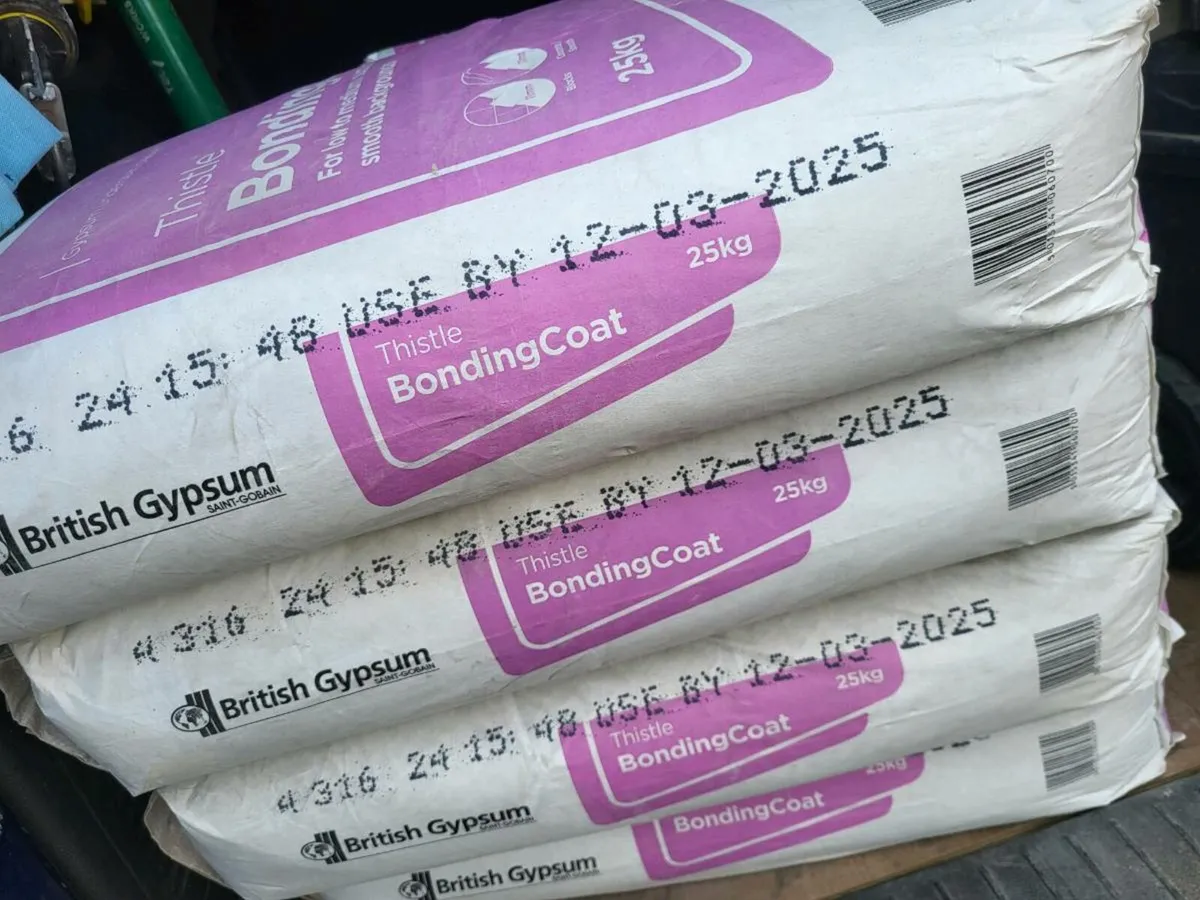 Thistle
Bonding
For low to medium
smooth background
25kg
6 24 15: 48 USE BY 12-03-2025
25kg
Thistle
BondingCoat
British Gypsum
SAINT-GOBAIN
4 316 24 15: 48 USE BY 12-03-2025
25kg
Thistle
BondingCoat
British Gypsum
SAINT-GOBAIN
4 316 24 15: 48 USE BY 12-03-2025
25kg
Thistle
BondingCoat
British Gypsum
SAINT-GOBAIN
25kg
BondingCoat
British Gypsum
SAINT-GOBAIN